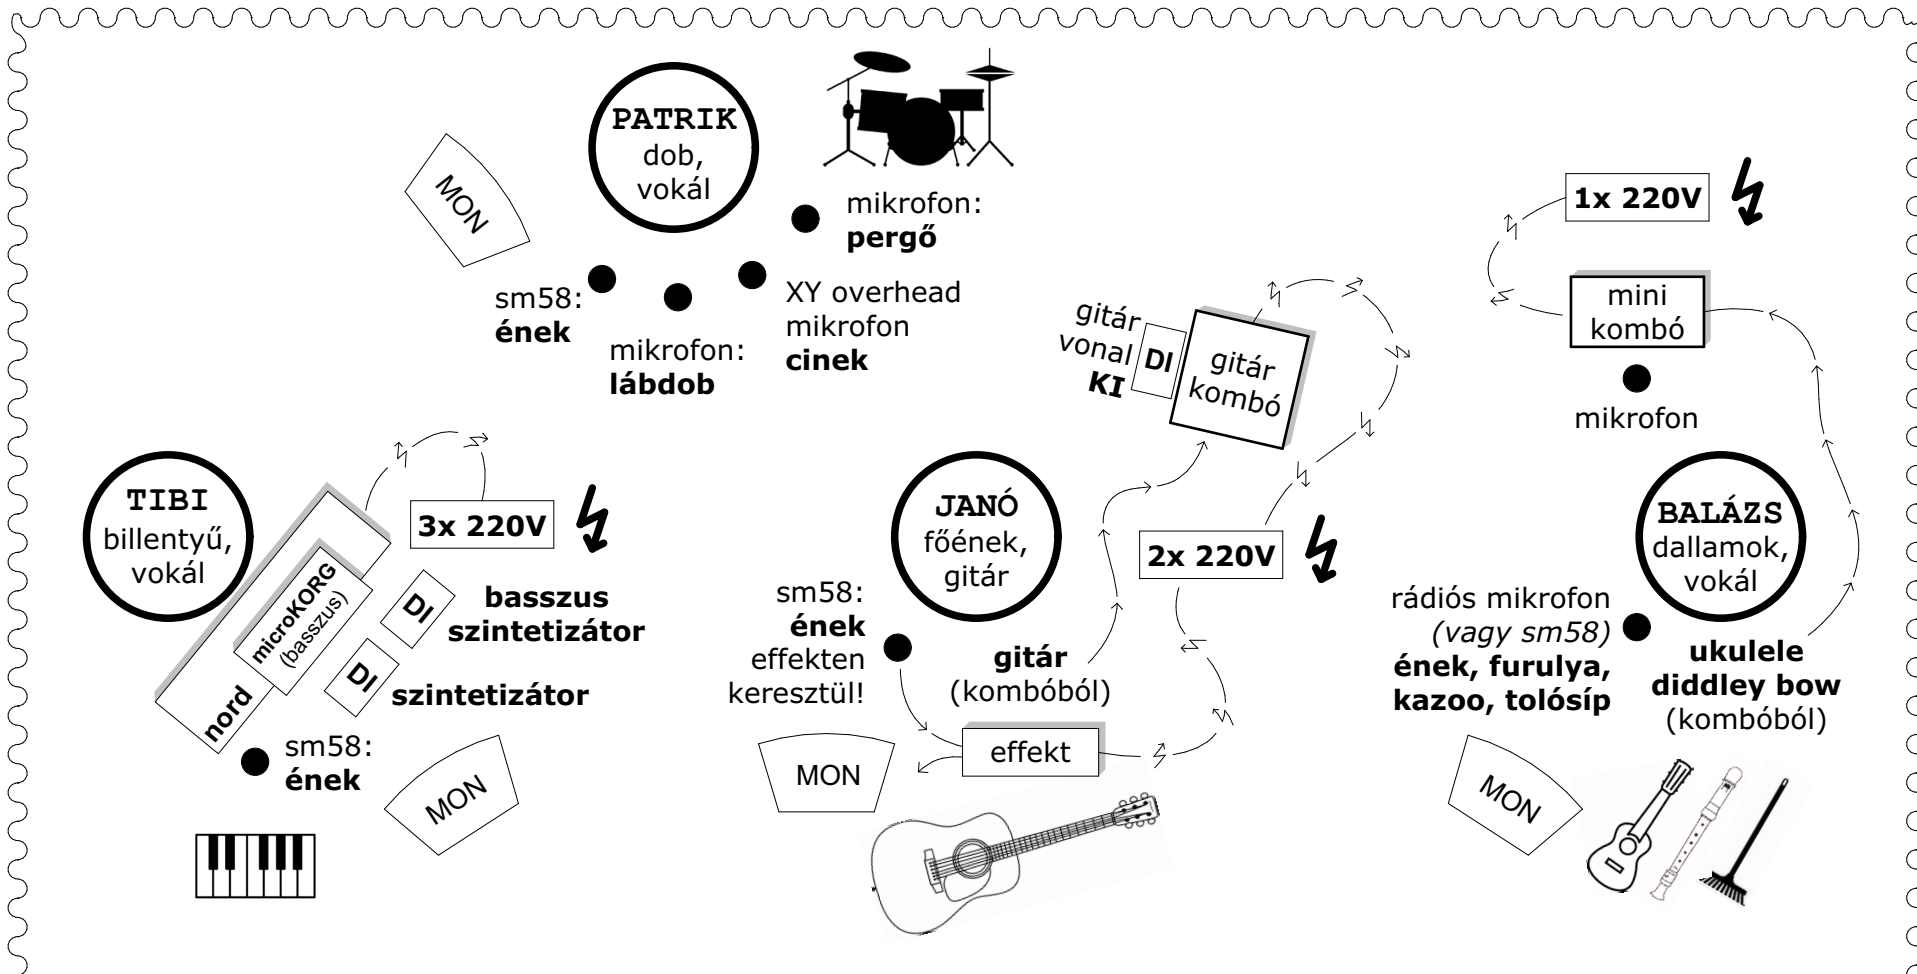 PATRIK
dob,
vokál
MON
mikrofon:
pergő
sm58:
ének
mikrofon:
lábdob
XY overhead
mikrofon
cinek
1x 220V
mini
kombó
mikrofon
gitár
vonal
KI
DI
gitár
kombó
TIBI
billentyű,
vokál
3x 220V
microKORG
(basszus)
nord
DI
basszus
szintetizátor
DI
szintetizátor
sm58:
ének
MON
JANÓ
főének,
gitár
2x 220V
sm58:
ének
effekten
keresztül!
gitár
(kombóból)
effekt
MON
BALÁZS
dallamok,
vokál
rádiós mikrofon
(vagy sm58)
ének, furulya,
kazoo, tolósíp
ukulele
diddley bow
(kombóból)
MON